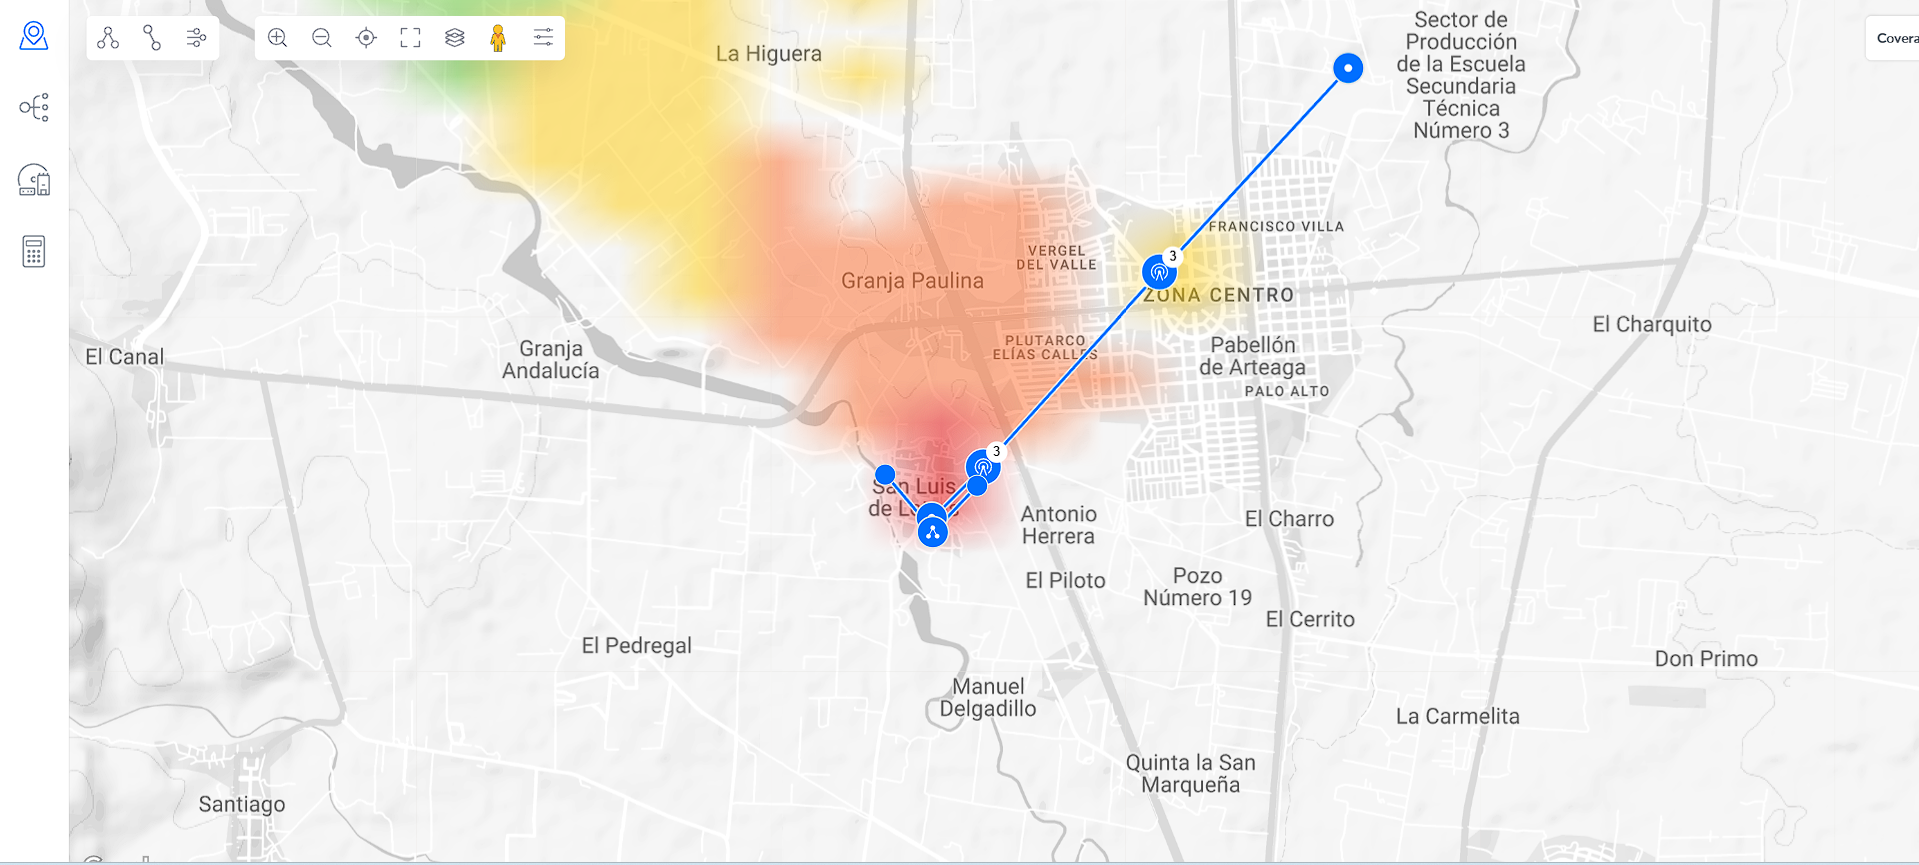 Covera
La Higuera
Sector de
Producción
de la Escuela
Secundaria
Técnica
Número 3
FRANCISCO VILLA
VERGEL
DEL VALLE
3
Granja Paulina
ZONA CENTRO
El Charquito
PLUTARCO
ELÍAS CALLES
Pabellón
de Arteaga
PALO ALTO
El Canal
Granja
Andalucía
3
San Luis
de L
Antonio
Herrera
El Charro
El Piloto
Pozo
Número 19
El Cerrito
El Pedregal
Don Primo
Manuel
Delgadillo
La Carmelita
Quinta la San
Marqueña
Santiago